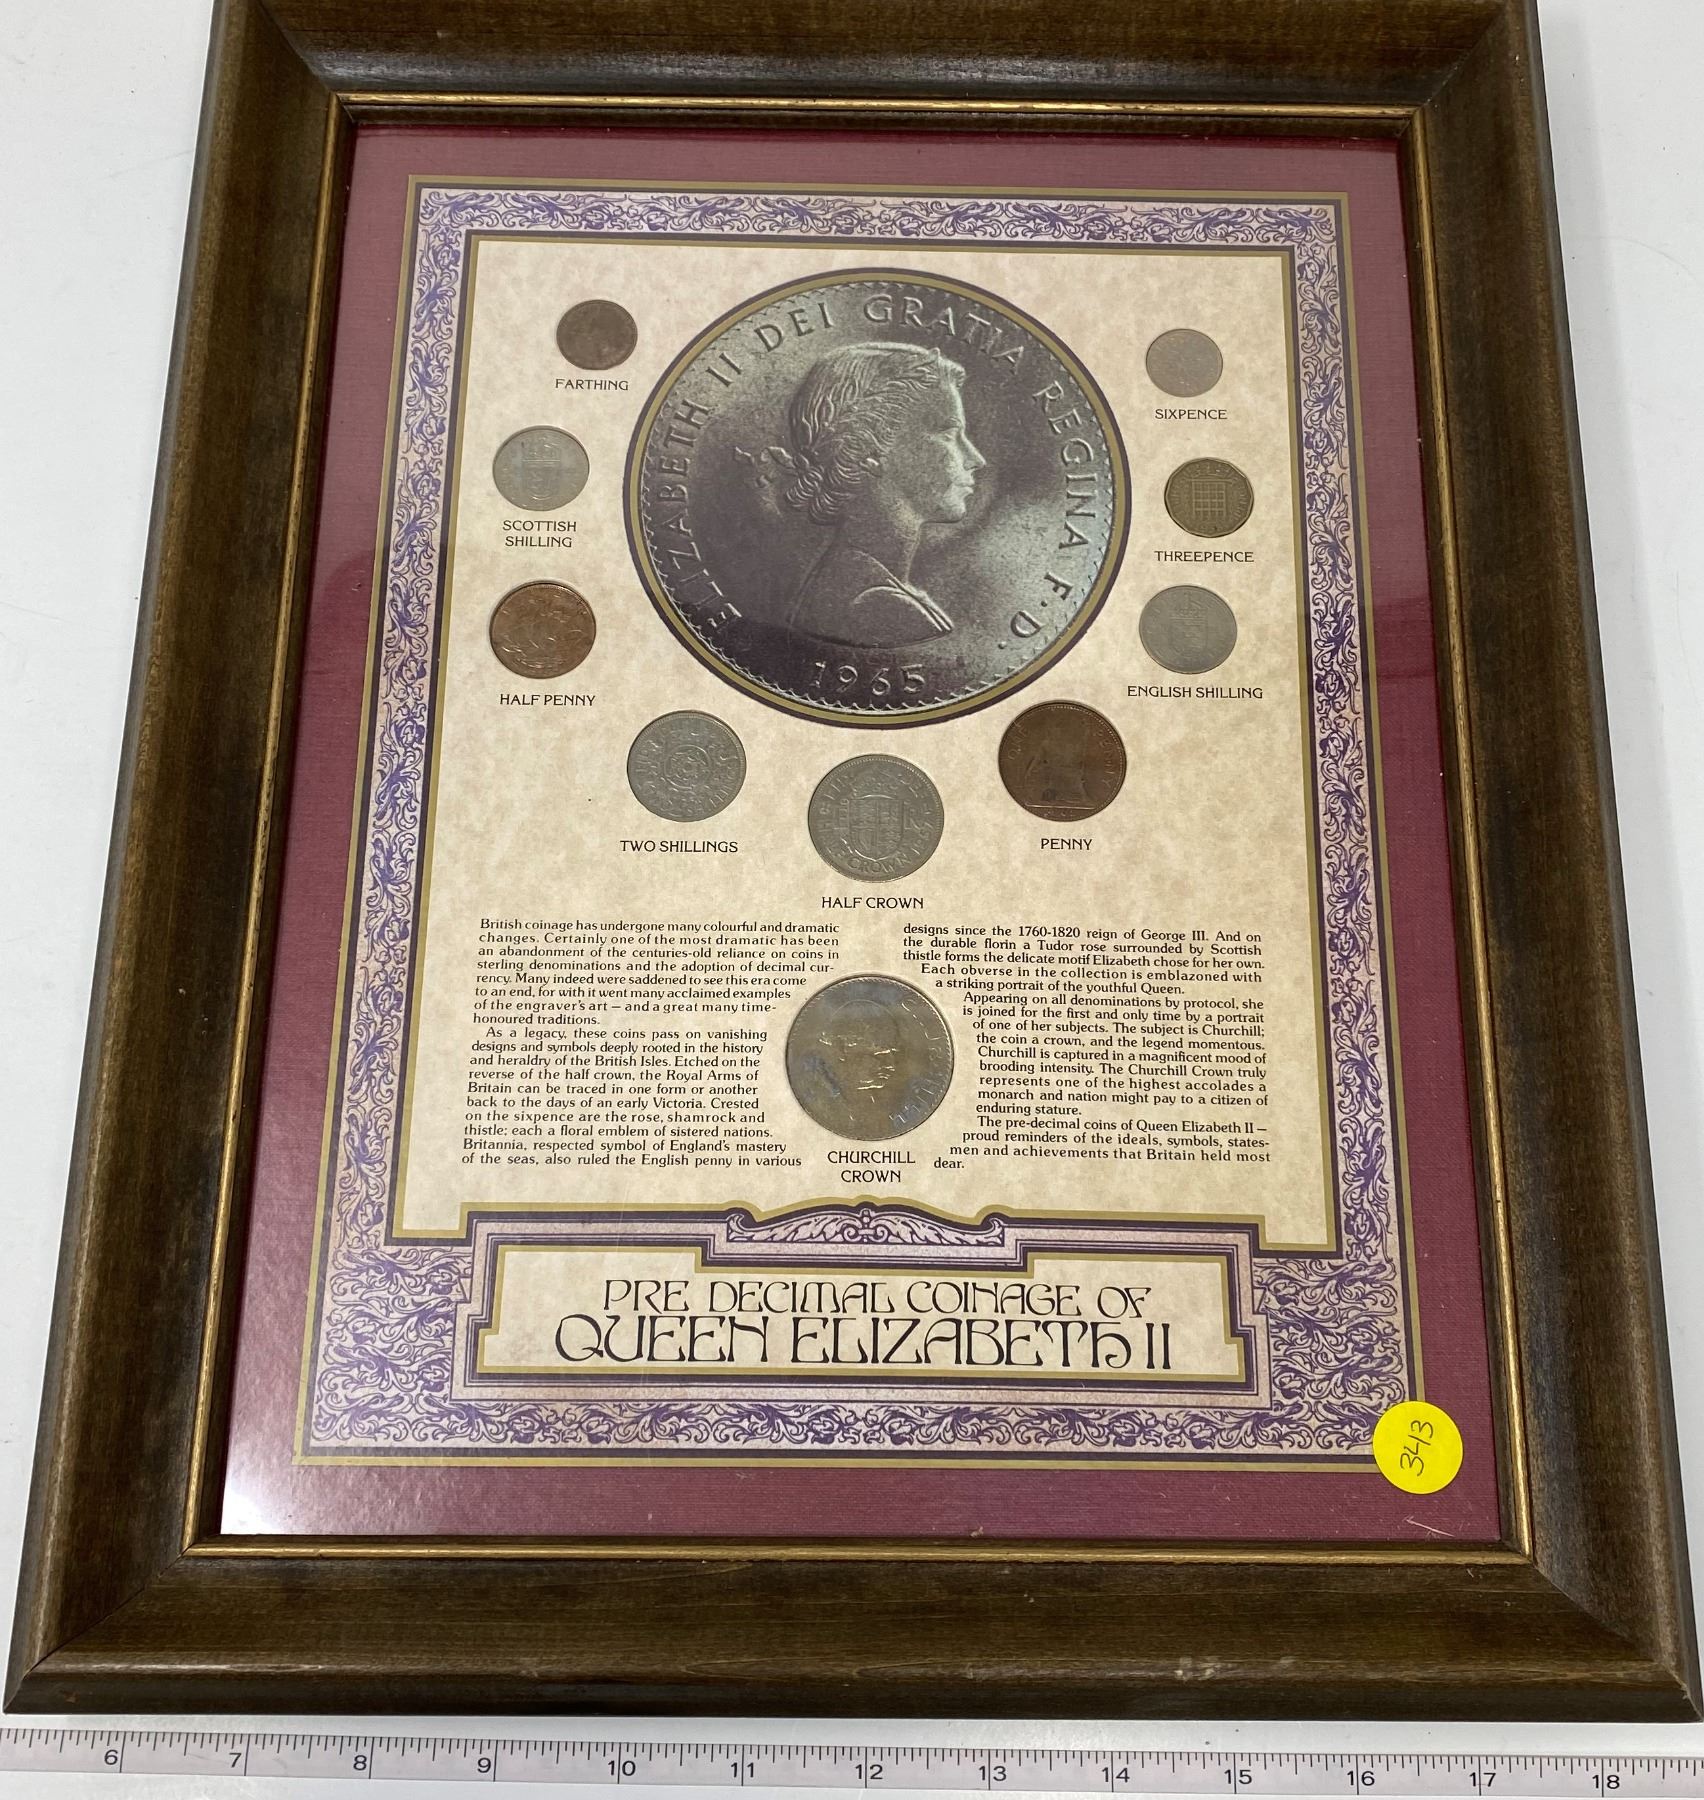 ELIZABETH II DEI GRATIA REGINA F.D.
1965
FARTHING
SIXPENCE
SCOTTISH
SHILLING
THREEPENCE
HALF PENNY
ENGLISH SHILLING
TWO SHILLINGS
PENNY
HALF CROWN
British coinage has undergone many colourful and dramatic
changes. Certainly one of the most dramatic has been
an abandonment of the centuries-old reliance on coins in
sterling denominations and the adoption of decimal cur-
rency. Many indeed were saddened to see this era come
to an end, for with it went many acclaimed examples
of the engraver's art — and a great many time-
honoured traditions.
As a legacy, these coins pass on vanishing
designs and symbols deeply rooted in the history
and heraldry of the British Isles. Etched on the
reverse of the half crown, the Royal Arms of
Britain can be traced in one form or another
back to the days of an early Victoria. Crested
on the sixpence are the rose, shamrock and
thistle: each a floral emblem of sistered nations.
Britannia, respected symbol of England's mastery
of the seas, also ruled the English penny in various
designs since the 1760-1820 reign of George III. And on
the durable florin a Tudor rose surrounded by Scottish
thistle forms the delicate motif Elizabeth chose for her own.
Each obverse in the collection is emblazoned with
a striking portrait of the youthful Queen.
Appearing on all denominations by protocol, she
is joined for the first and only time by a portrait
of one of her subjects. The subject is Churchill;
the coin a crown, and the legend momentous.
Churchill is captured in a magnificent mood of
brooding intensity. The Churchill Crown truly
represents one of the highest accolades a
monarch and nation might pay to a citizen of
enduring stature.
The pre-decimal coins of Queen Elizabeth II —
proud reminders of the ideals, symbols, states-
men and achievements that Britain held most
dear.
CHURCHILL
CHURCHILL
CROWN
PRE DECIMAL COINAGE OF
QUEEN ELIZABETH II
343
6 7 8 9 10 11 12 13 14 15 16 17 18